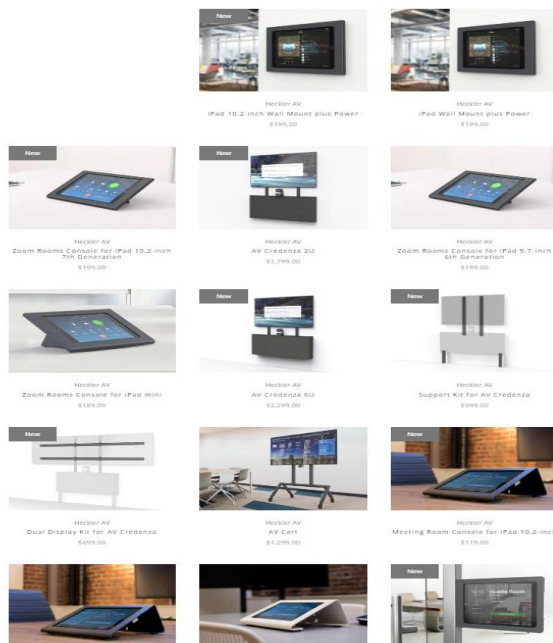 New
Heckler AV
iPad 10.2-inch Wall Mount plus Power
$199.00
Heckler AV
iPad Wall Mount plus Power
$199.00
New
Heckler AV
Zoom Rooms Console for iPad 10.2-inch
7th Generation
$199.00
New
Heckler AV
AV Credenza 2U
$1,799.00
Heckler AV
Zoom Rooms Console for iPad 9.7-inch
6th Generation
$199.00
Heckler AV
Zoom Rooms Console for iPad mini
$189.00
New
Heckler AV
AV Credenza 6U
$2,299.00
New
Heckler AV
Support Kit for AV Credenza
$599.00
New
Heckler AV
Dual Display Kit for AV Credenza
$699.00
Heckler AV
AV Cart
$1,299.00
New
Heckler AV
Meeting Room Console for iPad 10.2-inch
$119.00
New